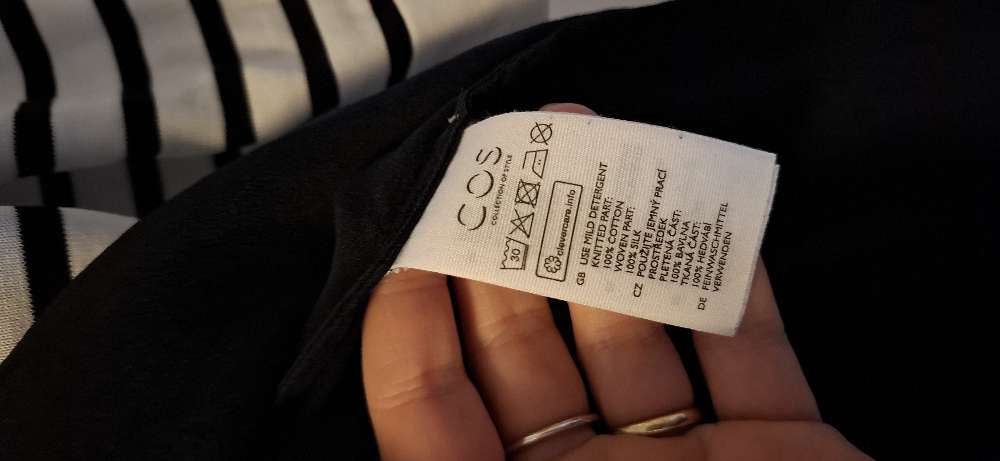 COS
COLLECTION OF STYLE
30
clevercare.info
GB USE MILD DETERGENT
KNITTED PART:
100% COTTON
WOVEN PART:
100% SILK
CZ POUŽIJTE JEMNÝ PRACÍ
PROSTŘEDEK
PLETENÁ ČÁST:
100% BAVLNA
TKANÁ ČÁST:
100% HEDVÁBÍ
DE FEINWASCHMITTEL
VERWENDEN